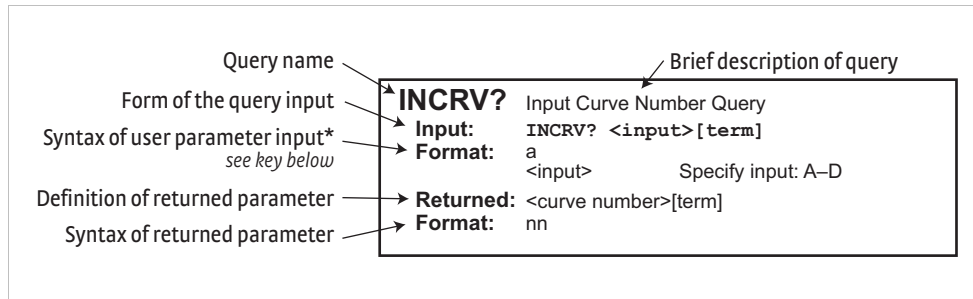 Query name
Brief description of query
INCRV? Input Curve Number Query
Form of the query input
Input: INCRV? <input>[term]
Syntax of user parameter input*
see key below
Format: a
<input> Specify input: A–D
Definition of returned parameter
Returned: <curve number>[term]
Syntax of returned parameter
Format: nn